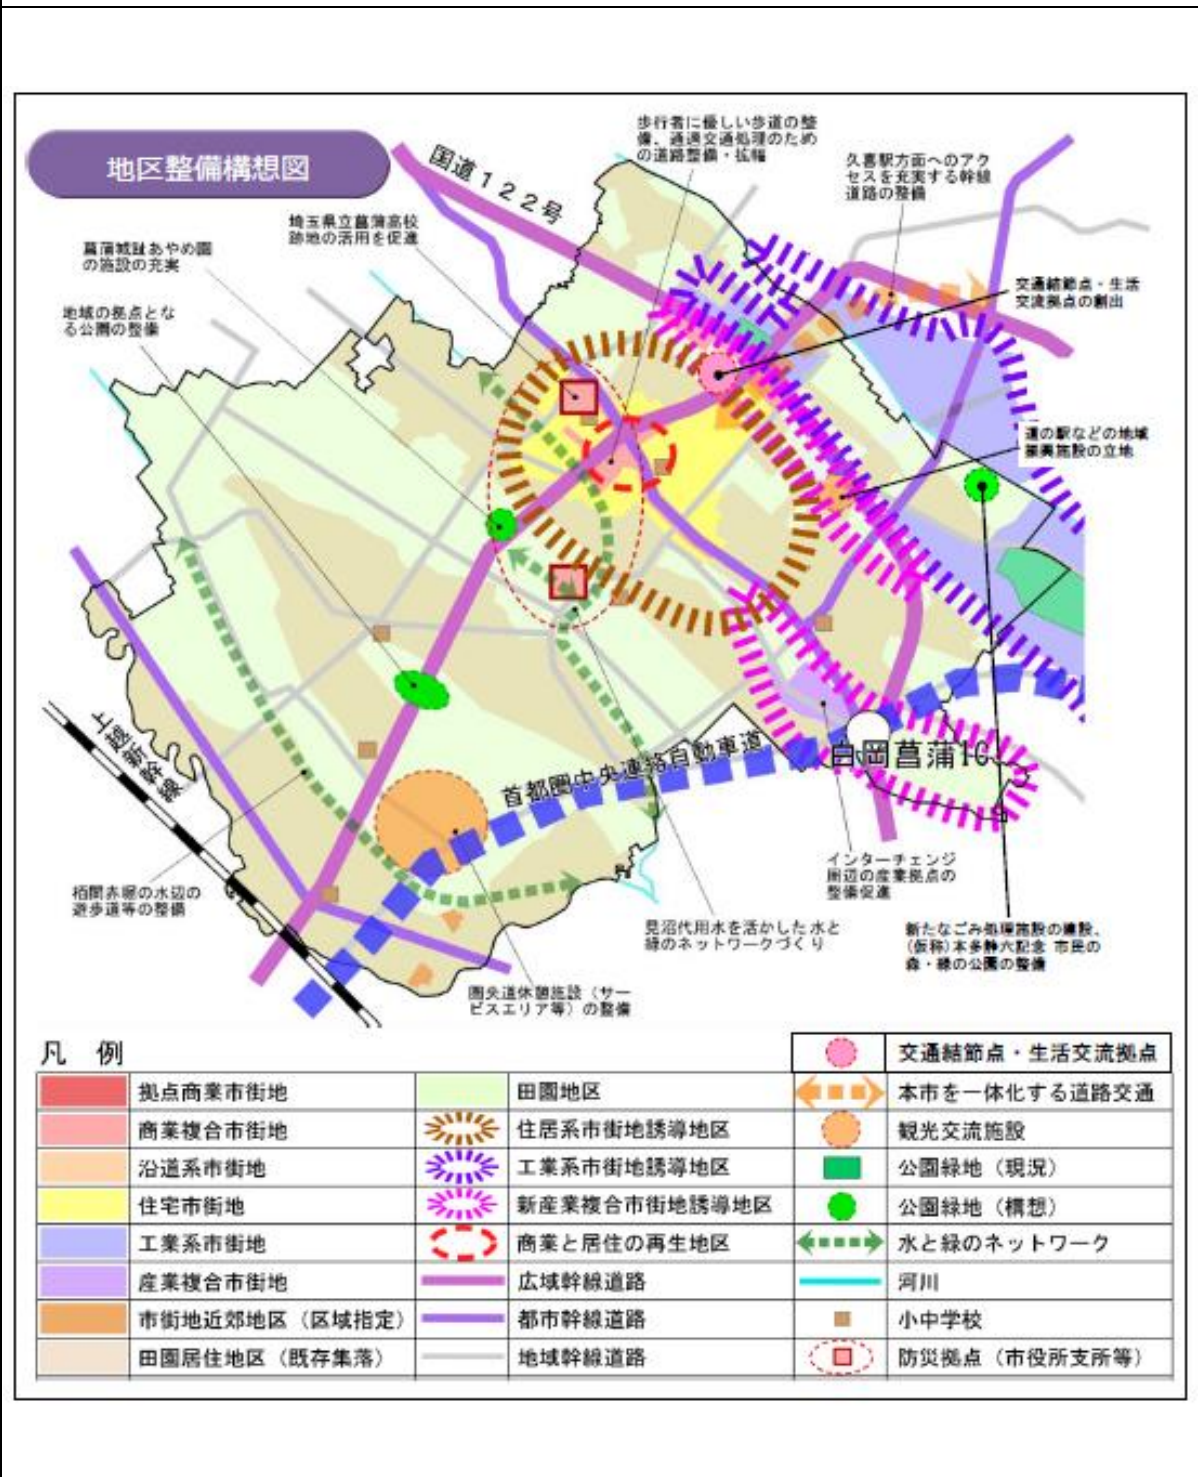 地区整備構想図
国道122号
歩行者に優しい歩道の整
備、通過交通処理のため
の道路整備・拡幅
久喜駅方面へのアク
セスを充実する幹線
道路の整備
埼玉県立菖蒲高校
跡地の活用を促進
菖蒲城趾あやめ園
の施設の充実
交通結節点・生活
交流拠点の創出
地域の拠点とな
る公園の整備
道の駅などの地域
振興施設の立地
上越新幹線
首都圏中央連絡自動車道
白岡菖蒲IC
インターチェンジ
周辺の産業拠点の
整備促進
栢間赤堀の水辺の
遊歩道等の整備
見沼代用水を活かした水と
緑のネットワークづくり
新たなごみ処理施設の建設、
(仮称)本多静六記念 市民の
森・緑の公園の整備
圏央道休憩施設（サー
ビスエリア等）の整備
凡 例
拠点商業市街地
商業複合市街地
沿道系市街地
住宅市街地
工業系市街地
産業複合市街地
市街地近郊地区（区域指定）
田園居住地区（既存集落）
田園地区
住居系市街地誘導地区
工業系市街地誘導地区
新産業複合市街地誘導地区
商業と居住の再生地区
広域幹線道路
都市幹線道路
地域幹線道路
交通結節点・生活交流拠点
本市を一体化する道路交通
観光交流施設
公園緑地（現況）
公園緑地（構想）
水と緑のネットワーク
河川
小中学校
防災拠点（市役所支所等）